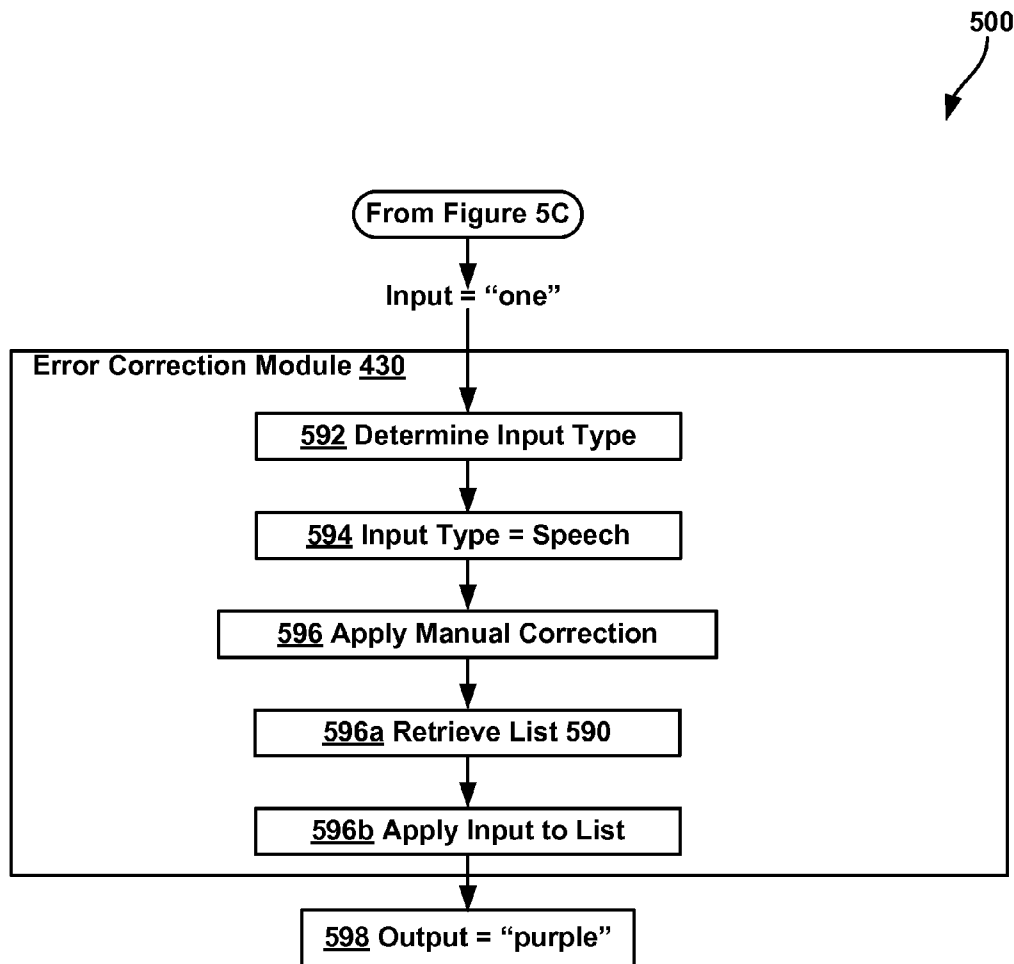 500
From Figure 5C
Input = “one”
Error Correction Module 430
592 Determine Input Type
594 Input Type = Speech
596 Apply Manual Correction
596a Retrieve List 590
596b Apply Input to List
598 Output = “purple”